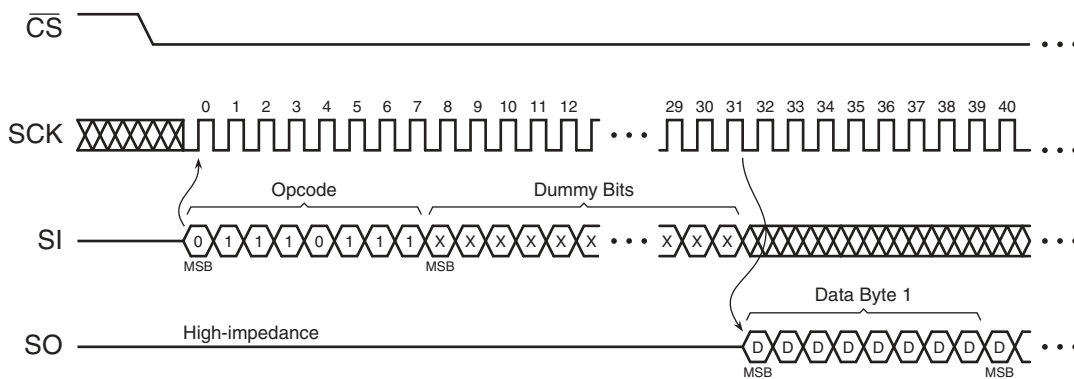 CS
0 1 2 3 4 5 6 7 8 9 10 11 12 29 30 31 32 33 34 35 36 37 38 39 40
SCK
Opcode Dummy Bits
SI 0 1 1 1 0 1 1 1 X X X X X X X X X
MSB MSB
Data Byte 1
High-impedance
SO D D D D D D D D D
MSB MSB